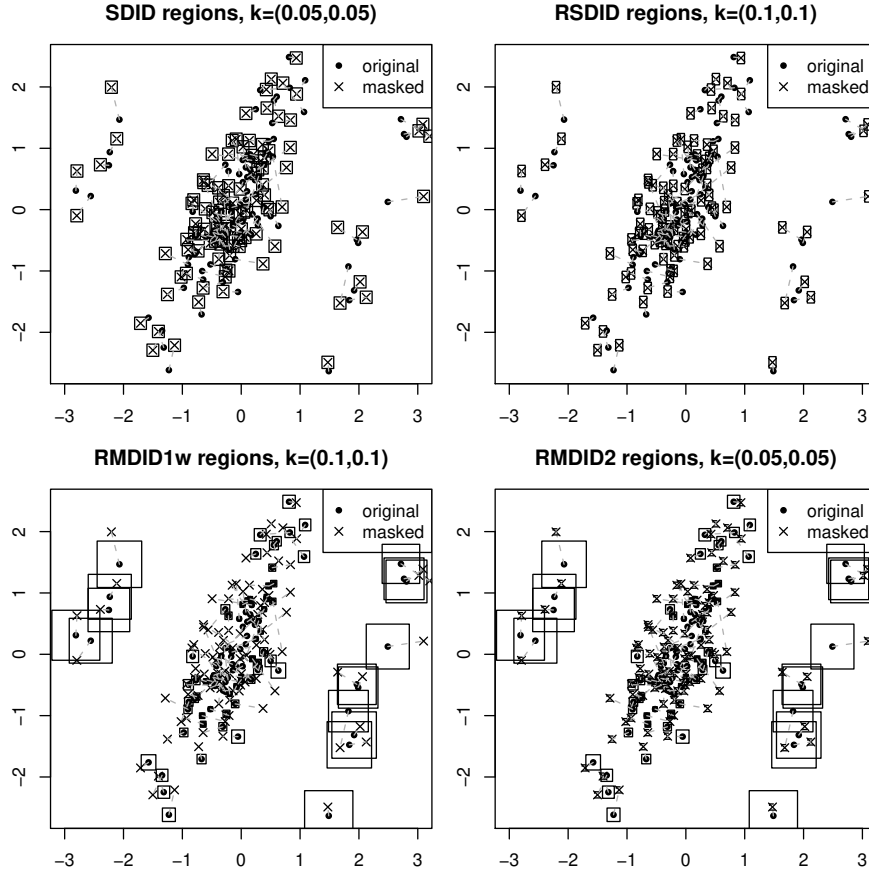 SDID regions, k=(0.05,0.05)
original
masked
2
1
0
−1
−2
−3 −2 −1 0 1 2 3
RSDID regions, k=(0.1,0.1)
original
masked
2
1
0
−1
−2
−3 −2 −1 0 1 2 3
RMDID1w regions, k=(0.1,0.1)
original
masked
2
1
0
−1
−2
−3 −2 −1 0 1 2 3
RMDID2 regions, k=(0.05,0.05)
original
masked
2
1
0
−1
−2
−3 −2 −1 0 1 2 3